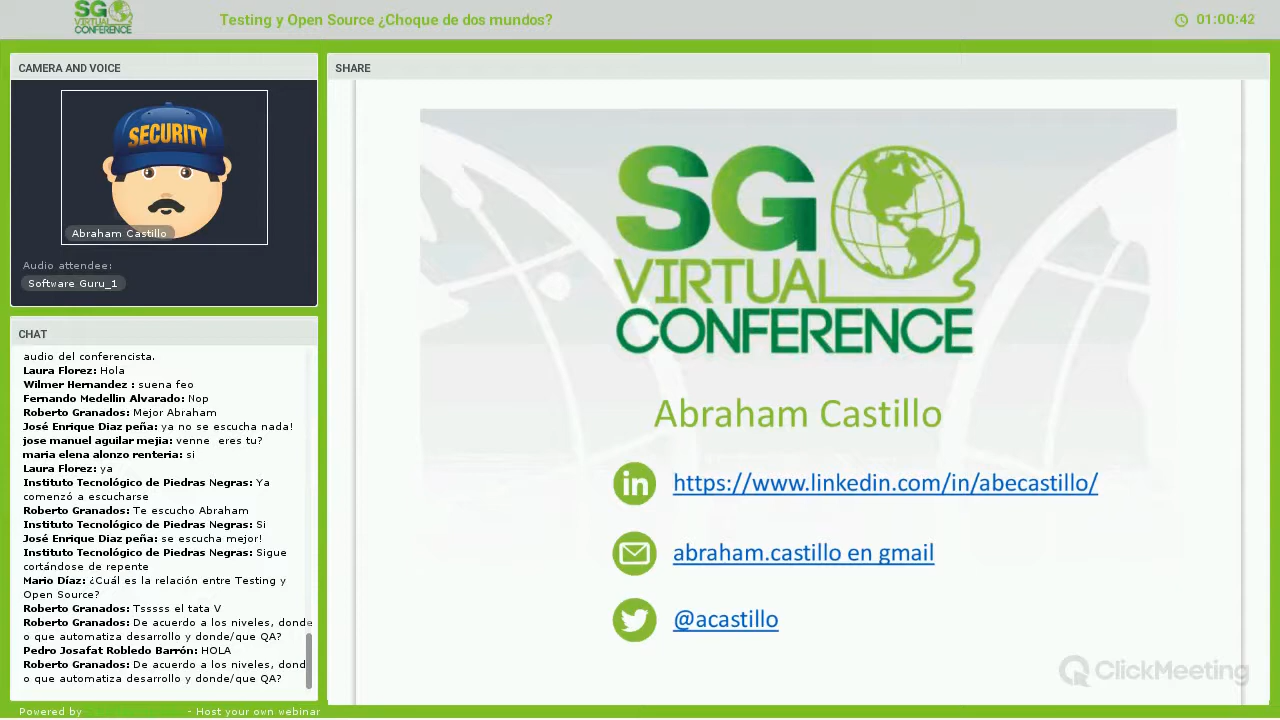 SG
VIRTUAL
CONFERENCE
Testing y Open Source ¿Choque de dos mundos?
01:00:42
CAMERA AND VOICE
SECURITY
Abraham Castillo
Audio attendee:
Software Guru_1
CHAT
audio del conferencista.
Laura Florez: Hola
Wilmer Hernandez : suena feo
Fernando Medellin Alvarado: Nop
Roberto Granados: Mejor Abraham
José Enrique Diaz peña: ya no se escucha nada!
jose manuel aguilar mejia: venne eres tu?
maria elena alonzo renteria: si
Laura Florez: ya
Instituto Tecnológico de Piedras Negras: Ya
comenzó a escucharse
Roberto Granados: Te escucho Abraham
Instituto Tecnológico de Piedras Negras: Si
José Enrique Diaz peña: se escucha mejor!
Instituto Tecnológico de Piedras Negras: Sigue
cortándose de repente
Mario Díaz: ¿Cuál es la relación entre Testing y
Open Source?
Roberto Granados: Tsssss el tata V
Roberto Granados: De acuerdo a los niveles, donde
o que automatiza desarrollo y donde/que QA?
Pedro Josafat Robledo Barrón: HOLA
Roberto Granados: De acuerdo a los niveles, dond
o que automatiza desarrollo y donde/que QA?
Powered by - Host your own webinar
SHARE
SG
VIRTUAL
CONFERENCE
Abraham Castillo
in https://www.linkedin.com/in/abecastillo/
abraham.castillo en gmail
@acastillo
ClickMeeting